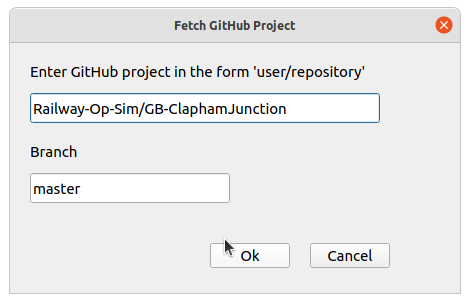 Fetch GitHub Project
Enter GitHub project in the form 'user/repository'
Railway-Op-Sim/GB-ClaphamJunction
Branch
master
Ok
Cancel